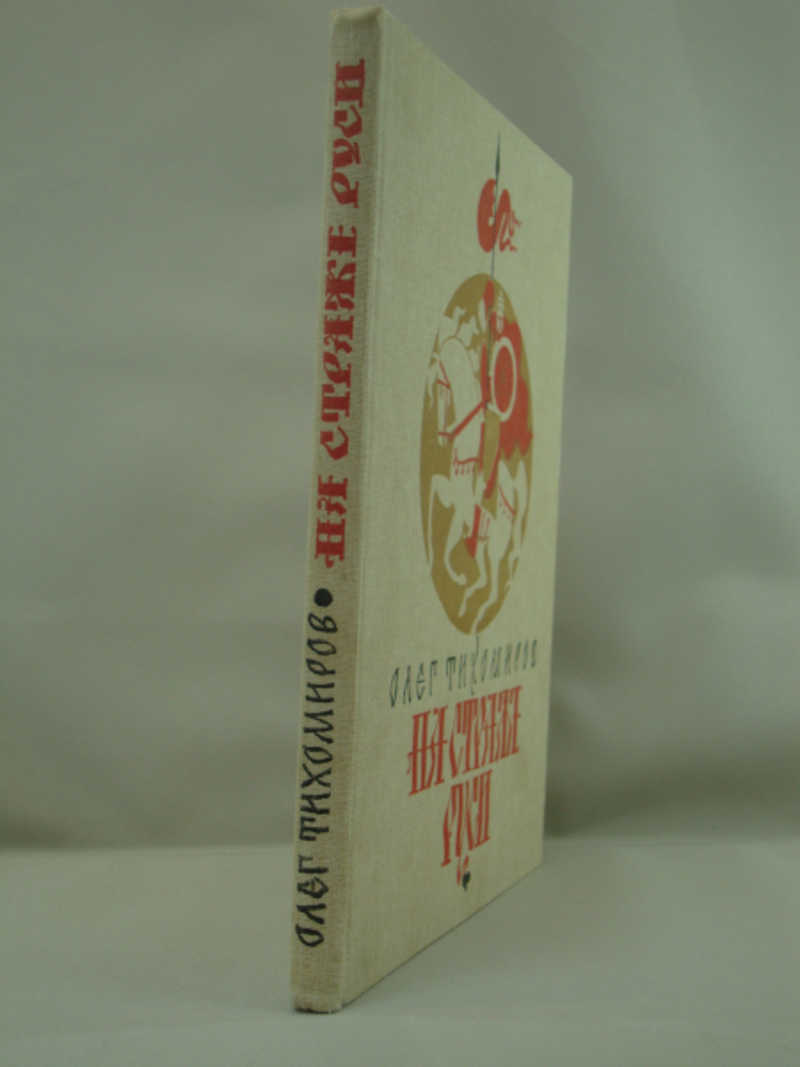 ОЛЕГ ТИХОМИРОВ • НА СТРАЖЕ РУСИ
ОЛЕГ ТИХОМИРОВ
НА СТРАЖЕ
РУСИ